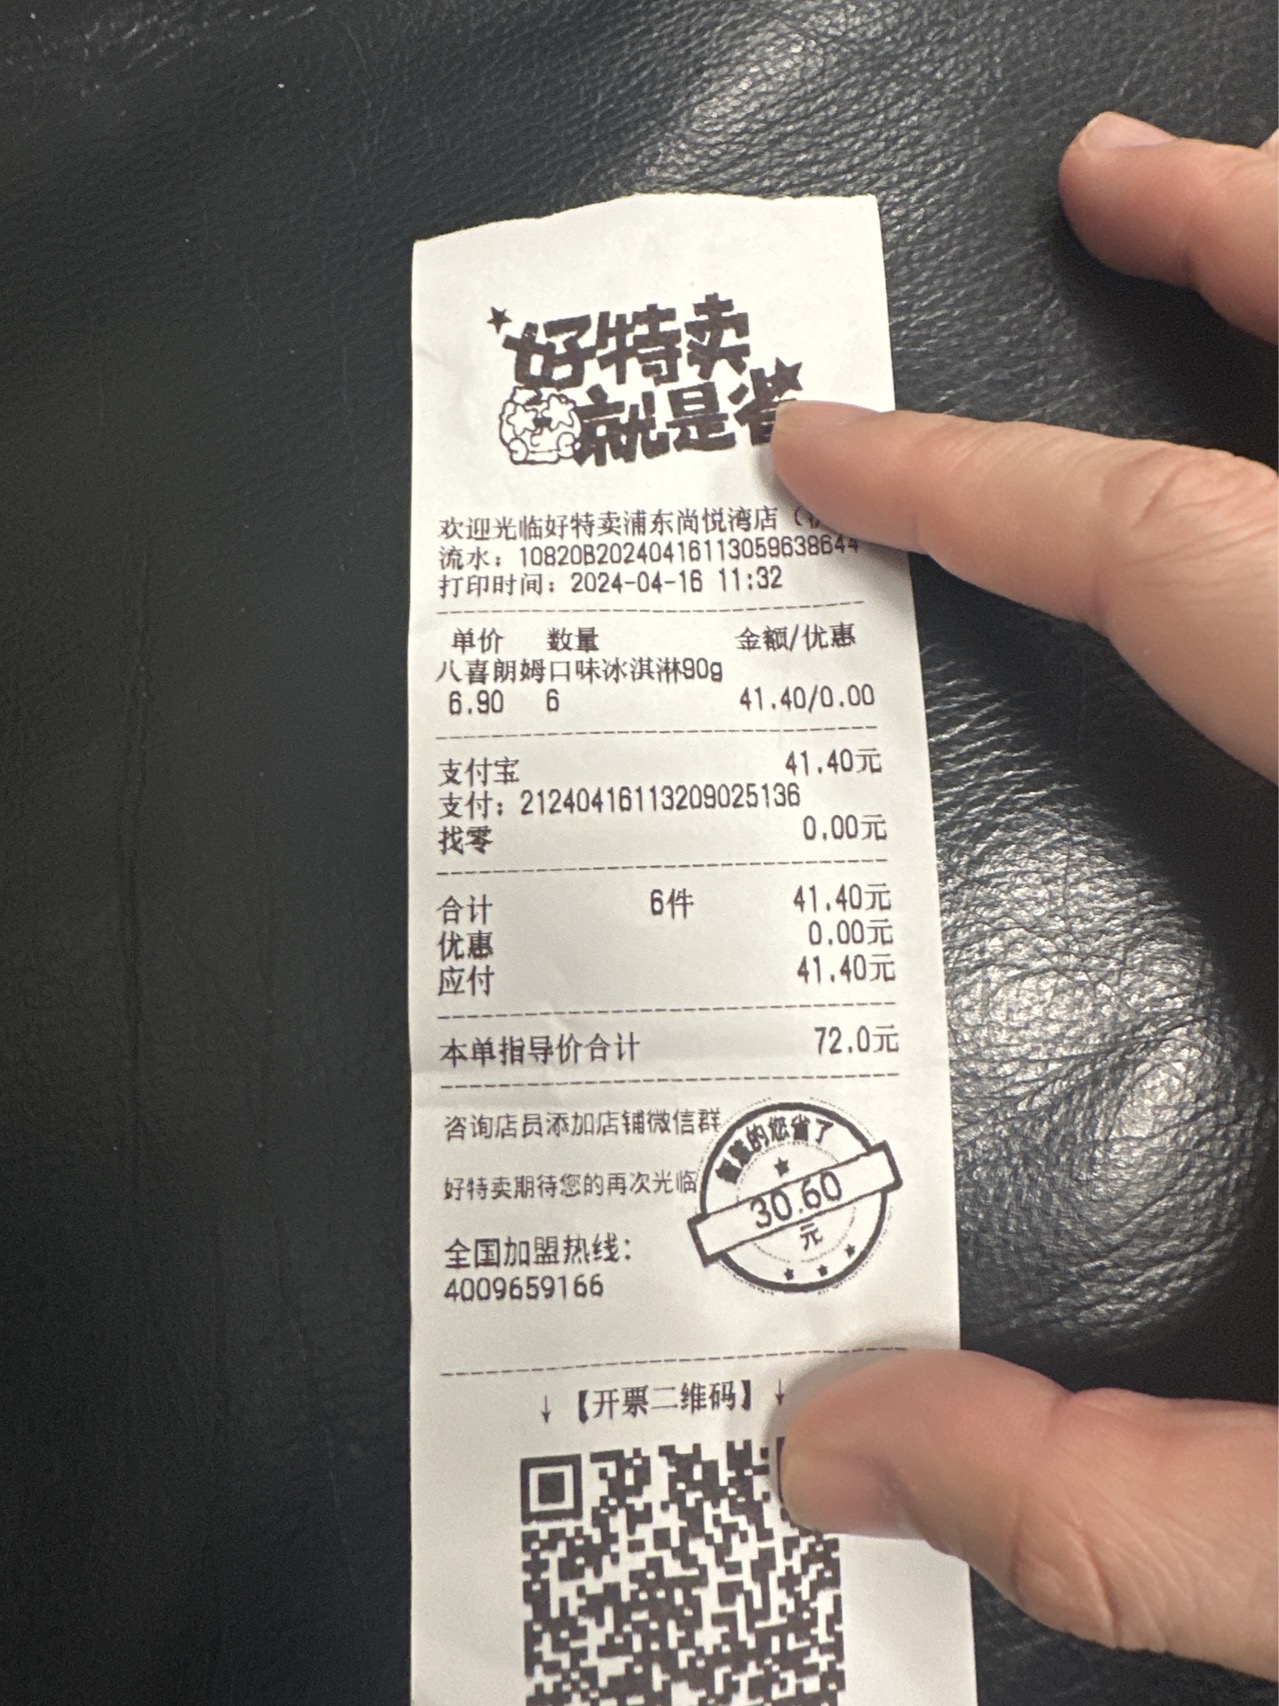 好特卖
就是省
欢迎光临好特卖浦东尚悦湾店（
流水：10820B20240416113059638644
打印时间：2024-04-16 11:32
单价 数量 金额/优惠
八喜朗姆口味冰淇淋90g
6.90 6 41.40/0.00
支付宝 41.40元
支付：21240416113209025136
找零 0.00元
合计 6件 41.40元
优惠 0.00元
应付 41.40元
本单指导价合计 72.0元
咨询店员添加店铺微信群
好特卖期待您的再次光临
的您省了
30.60
元
全国加盟热线：
4009659166
↓【开票二维码】↓